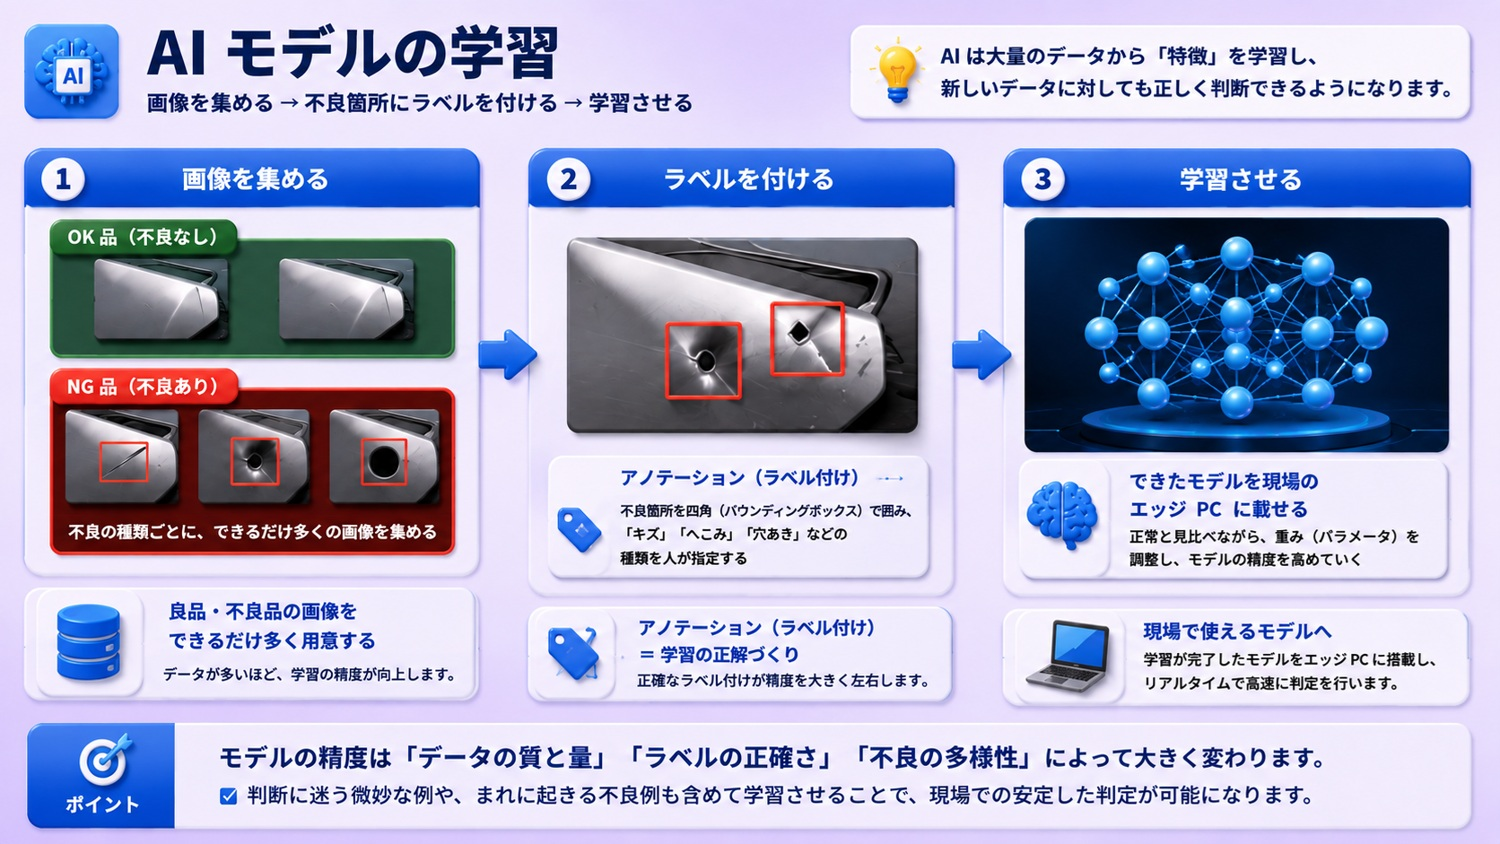 AI
AI モデルの学習
画像を集める → 不良箇所にラベルを付ける → 学習させる
AI は大量のデータから「特徴」を学習し、
新しいデータに対しても正しく判断できるようになります。
1
画像を集める
OK 品（不良なし）
NG 品（不良あり）
不良の種類ごとに、できるだけ多くの画像を集める
良品・不良品の画像を
できるだけ多く用意する
データが多いほど、学習の精度が向上します。
2
ラベルを付ける
アノテーション（ラベル付け）
不良箇所を四角（バウンディングボックス）で囲み、
「キズ」「へこみ」「穴あき」などの
種類を人が指定する
アノテーション（ラベル付け）
＝ 学習の正解づくり
正確なラベル付けが精度を大きく左右します。
3
学習させる
できたモデルを現場の
エッジ PC に載せる
正常と見比べながら、重み（パラメータ）を
調整し、モデルの精度を高めていく
現場で使えるモデルへ
学習が完了したモデルをエッジ PC に搭載し、
リアルタイムで高速に判定を行います。
ポイント
モデルの精度は「データの質と量」「ラベルの正確さ」「不良の多様性」によって大きく変わります。
判断に迷う微妙な例や、まれに起きる不良例も含めて学習させることで、現場での安定した判定が可能になります。